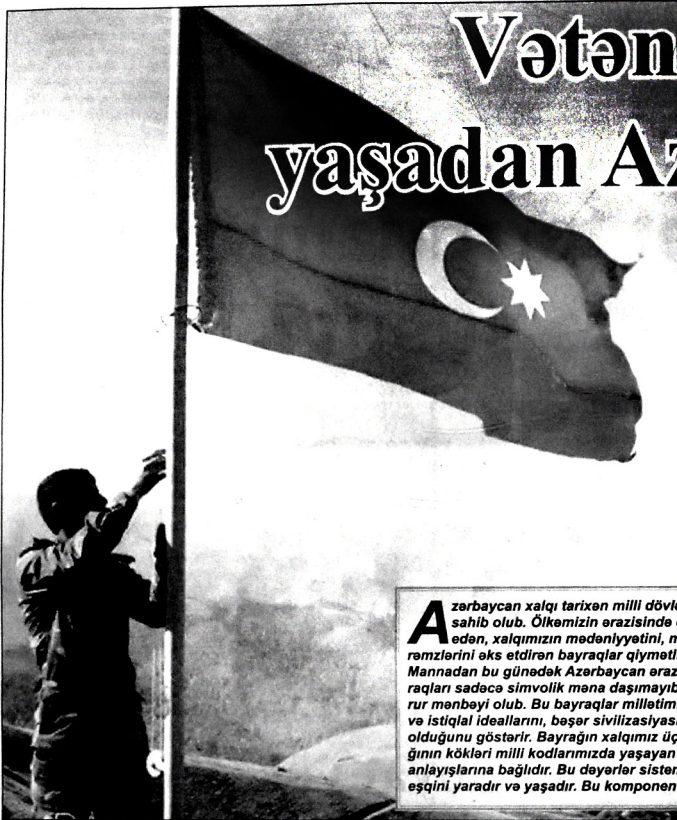 Vətən
yaşadan Az
Azərbaycan xalqı tarixən milli dövlə
sahib olub. Ölkəmizin ərazisində
edən, xalqımızın mədəniyyətini, m
rəmzlərini əks etdirən bayraqlar qiymətl
Mannadan bu günədək Azərbaycan əraz
raqları sadəcə simvolik məna daşımayıb
rur mənbəyi olub. Bu bayraqlar millətim
və istiqlal ideallarını, bəşər sivilizasiyas
olduğunu göstərir. Bayrağın xalqımız üç
ğının kökləri milli kodlarımızda yaşayan
anlayışlarına bağlıdır. Bu dəyərlər sistem
eşqini yaradır və yaşadır. Bu komponen